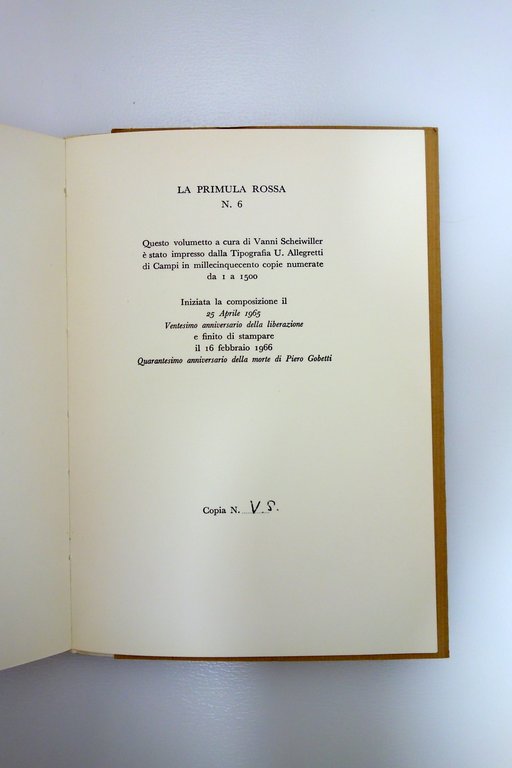 LA PRIMULA ROSSA
N. 6
Questo volumetto a cura di Vanni Scheiwiller
è stato impresso dalla Tipografia U. Allegretti
di Campi in millecinquecento copie numerate
da 1 a 1500
Iniziata la composizione il
25 Aprile 1965
Ventesimo anniversario della liberazione
e finito di stampare
il 16 febbraio 1966
Quarantesimo anniversario della morte di Piero Gobetti
Copia N. V.S.